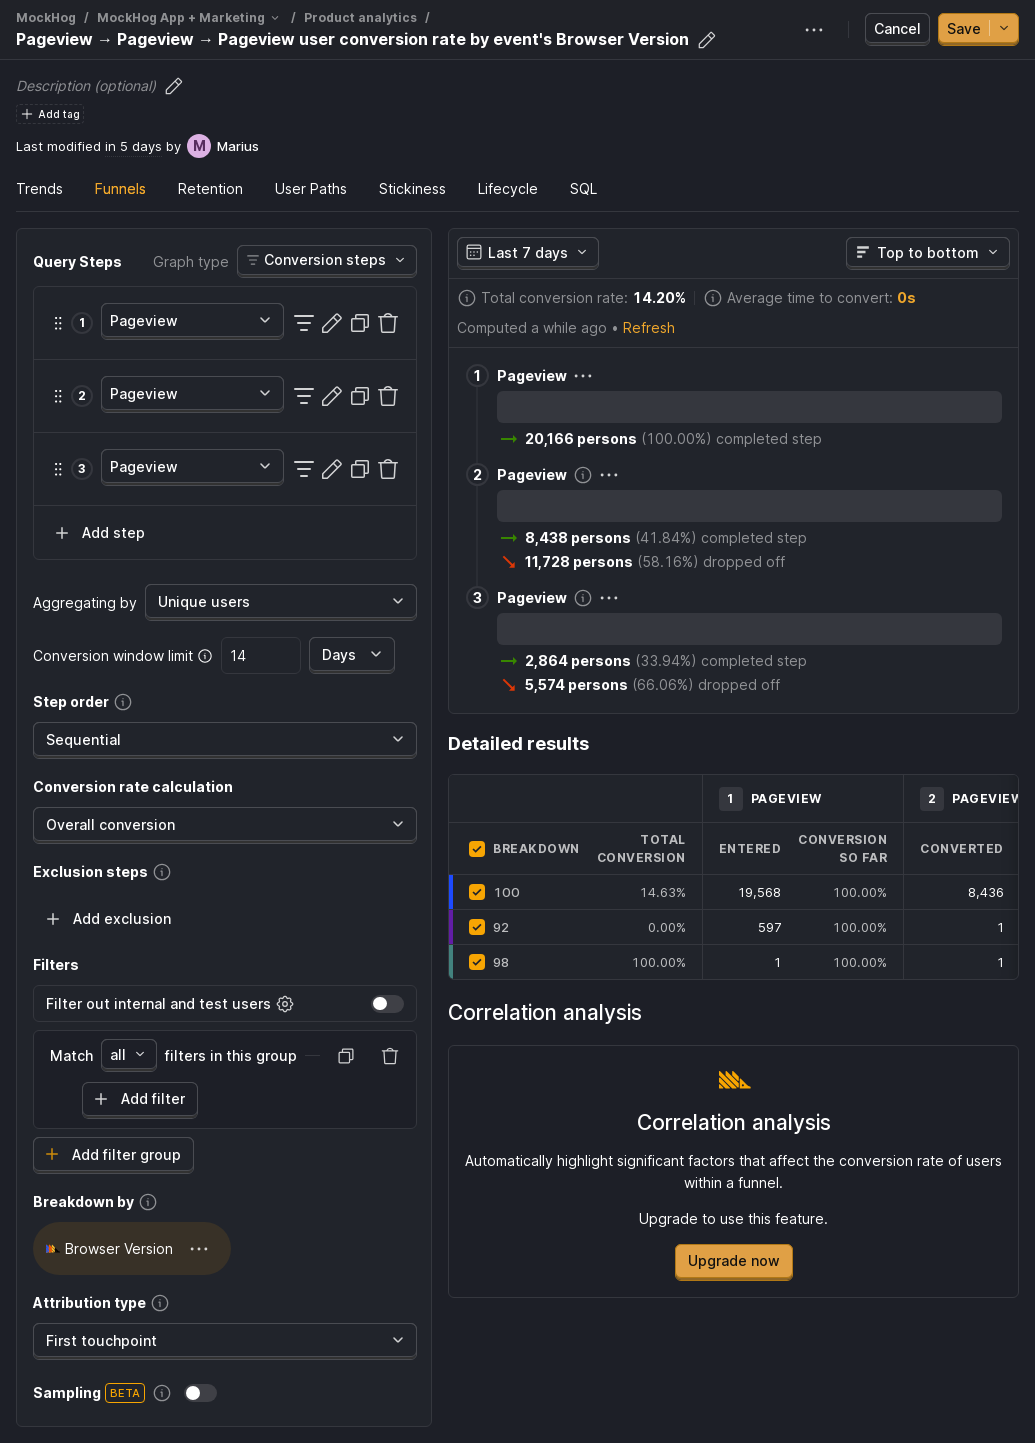 MockHog / MockHog App + Marketing / Product analytics /
Pageview → Pageview → Pageview user conversion rate by event's Browser Version
Cancel
Save
Description (optional)
Add tag
Last modified in 5 days by M Marius
Trends
Funnels
Retention
User Paths
Stickiness
Lifecycle
SQL
Query Steps
Graph type
Conversion steps
1 Pageview
2 Pageview
3 Pageview
Add step
Aggregating by Unique users
Conversion window limit 14 Days
Step order
Sequential
Conversion rate calculation
Overall conversion
Exclusion steps
Add exclusion
Filters
Filter out internal and test users
Match all filters in this group
Add filter
Add filter group
Breakdown by
Browser Version
Attribution type
First touchpoint
Sampling BETA
Last 7 days
Top to bottom
Total conversion rate: 14.20%
Average time to convert: 0s
Computed a while ago • Refresh
1 Pageview
20,166 persons (100.00%) completed step
2 Pageview
8,438 persons (41.84%) completed step
11,728 persons (58.16%) dropped off
3 Pageview
2,864 persons (33.94%) completed step
5,574 persons (66.06%) dropped off
Detailed results
1 PAGEVIEW
2 PAGEVIEW
BREAKDOWN
TOTAL CONVERSION
ENTERED
CONVERSION SO FAR
CONVERTED
100 14.63% 19,568 100.00% 8,436
92 0.00% 597 100.00% 1
98 100.00% 1 100.00% 1
Correlation analysis
Correlation analysis
Automatically highlight significant factors that affect the conversion rate of users
within a funnel.
Upgrade to use this feature.
Upgrade now